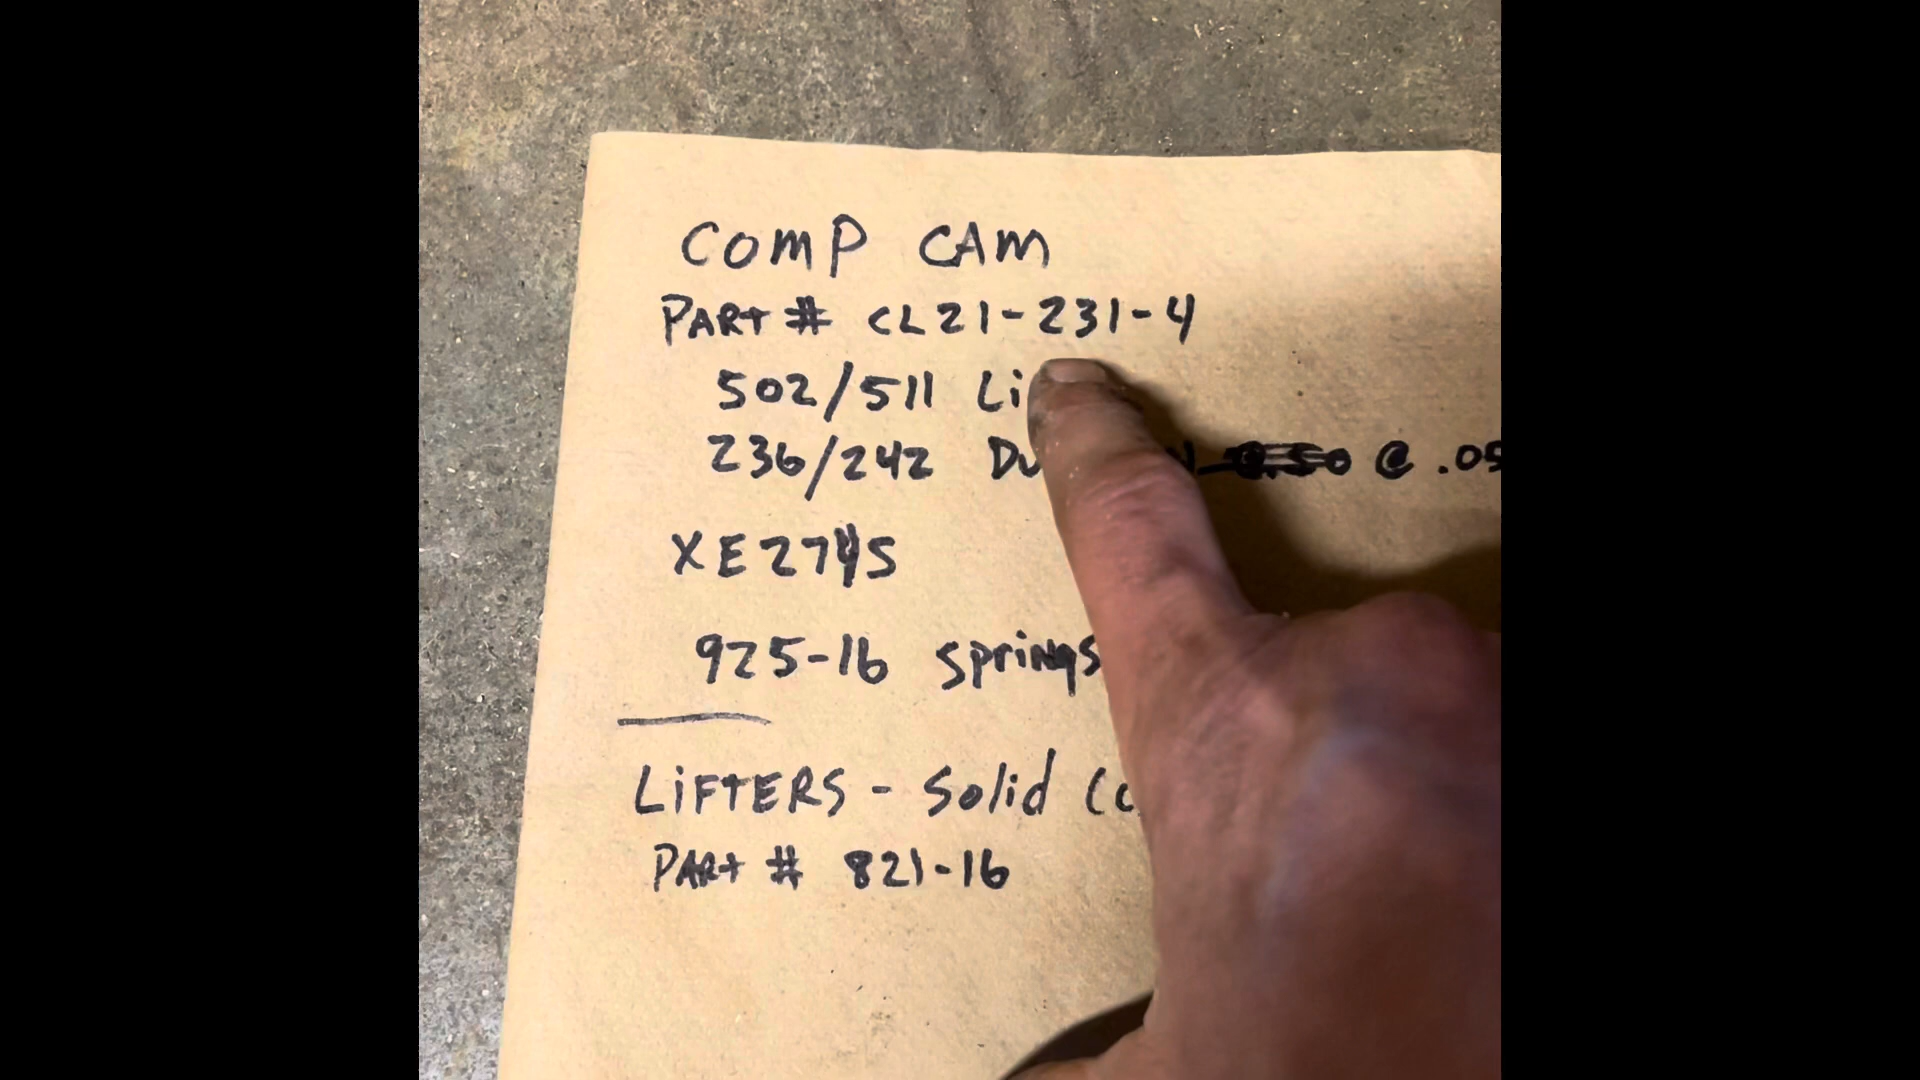 COMP CAM
PART # CL21-231-4
502/511 Li
236/242 Du @ .05
XE274S
925-16 springs
LiFTERS - Solid (c
PART # 821-16